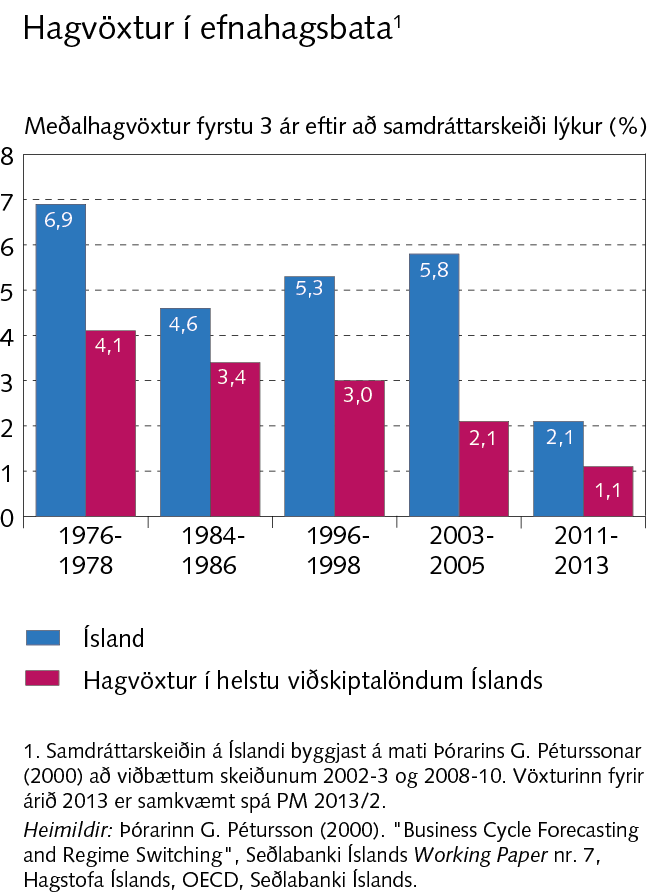 Hagvöxtur í efnahagsbata¹
Meðalhagvöxtur fyrstu 3 ár eftir að samdráttarskeiði lýkur (%)
8
7
6
5
4
3
2
1
0
6,9
4,1
4,6
3,4
5,3
3,0
5,8
2,1
2,1
1,1
1976-
1978
1984-
1986
1996-
1998
2003-
2005
2011-
2013
Ísland
Hagvöxtur í helstu viðskiptalöndum Íslands
1. Samdráttarskeiðin á Íslandi byggjast á mati Þórarins G. Péturssonar
(2000) að viðbættum skeiðunum 2002-3 og 2008-10. Vöxturinn fyrir
árið 2013 er samkvæmt spá PM 2013/2.
Heimildir: Þórarinn G. Pétursson (2000). "Business Cycle Forecasting
and Regime Switching", Seðlabanki Íslands Working Paper nr. 7,
Hagstofa Íslands, OECD, Seðlabanki Íslands.